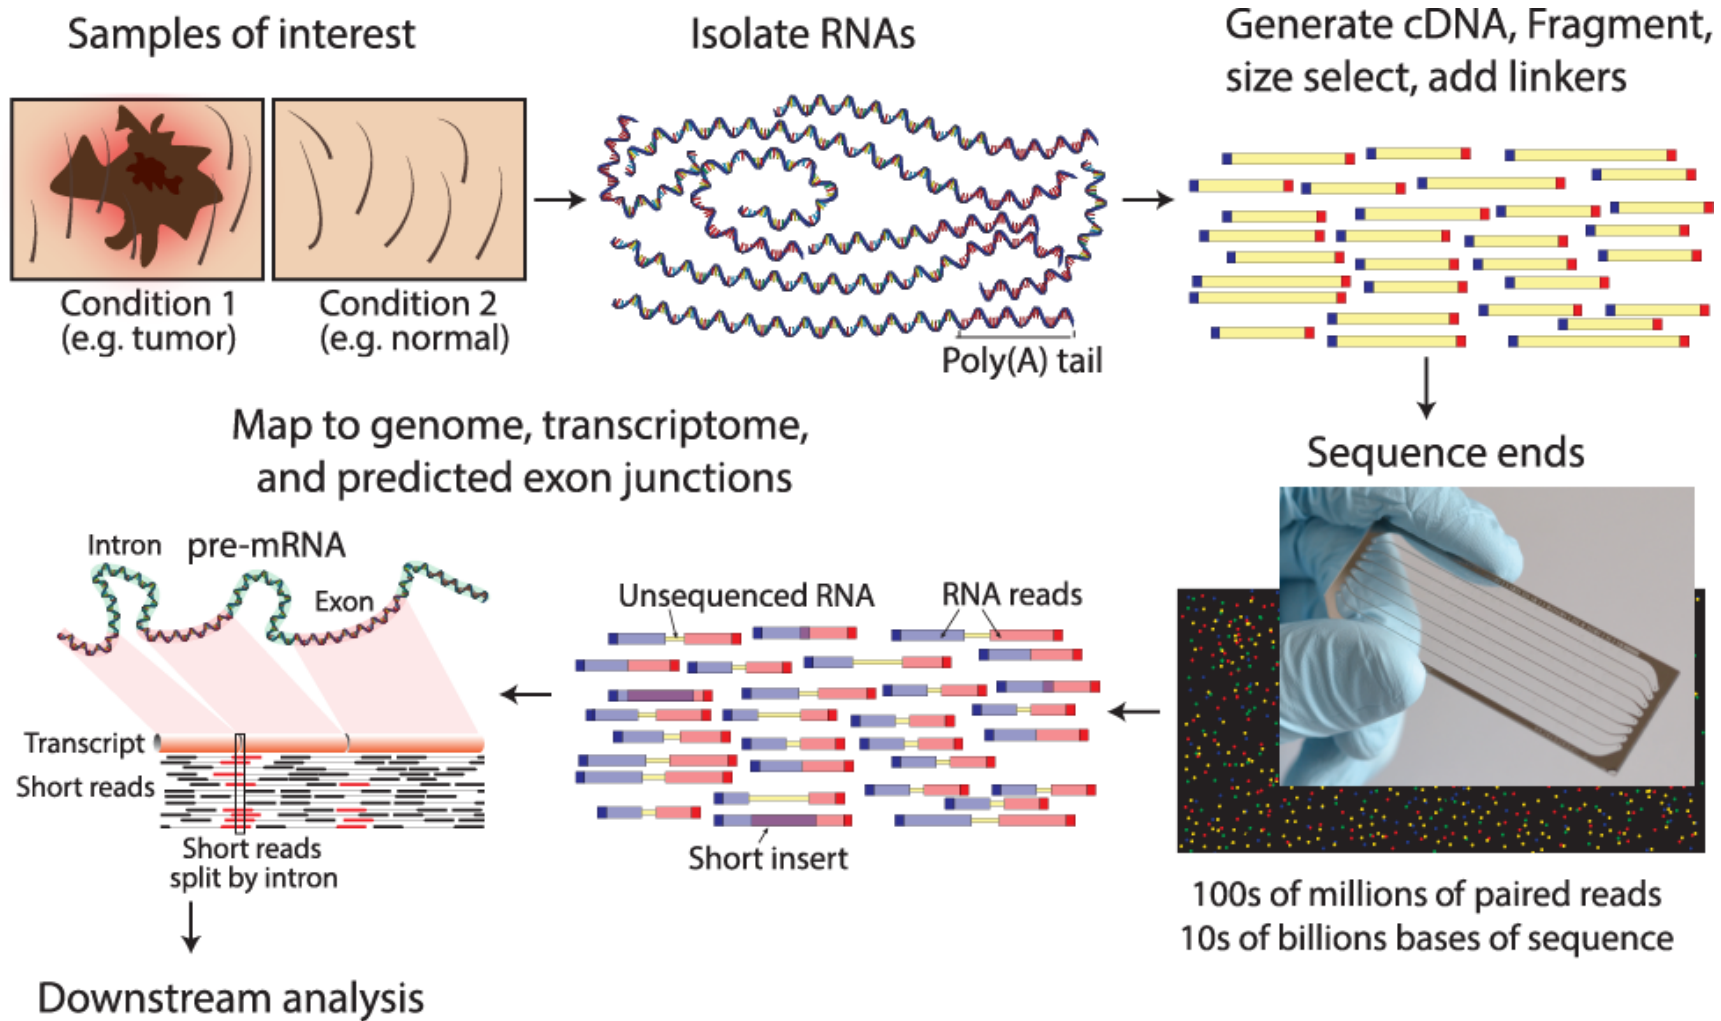 Samples of interest
Isolate RNAs
Generate cDNA, Fragment,
size select, add linkers
Condition 1
(e.g. tumor)
Condition 2
(e.g. normal)
Poly(A) tail
Sequence ends
100s of millions of paired reads
10s of billions bases of sequence
Unsequenced RNA
RNA reads
Short insert
Map to genome, transcriptome,
and predicted exon junctions
Intron
pre-mRNA
Exon
Transcript
Short reads
Short reads
split by intron
Downstream analysis